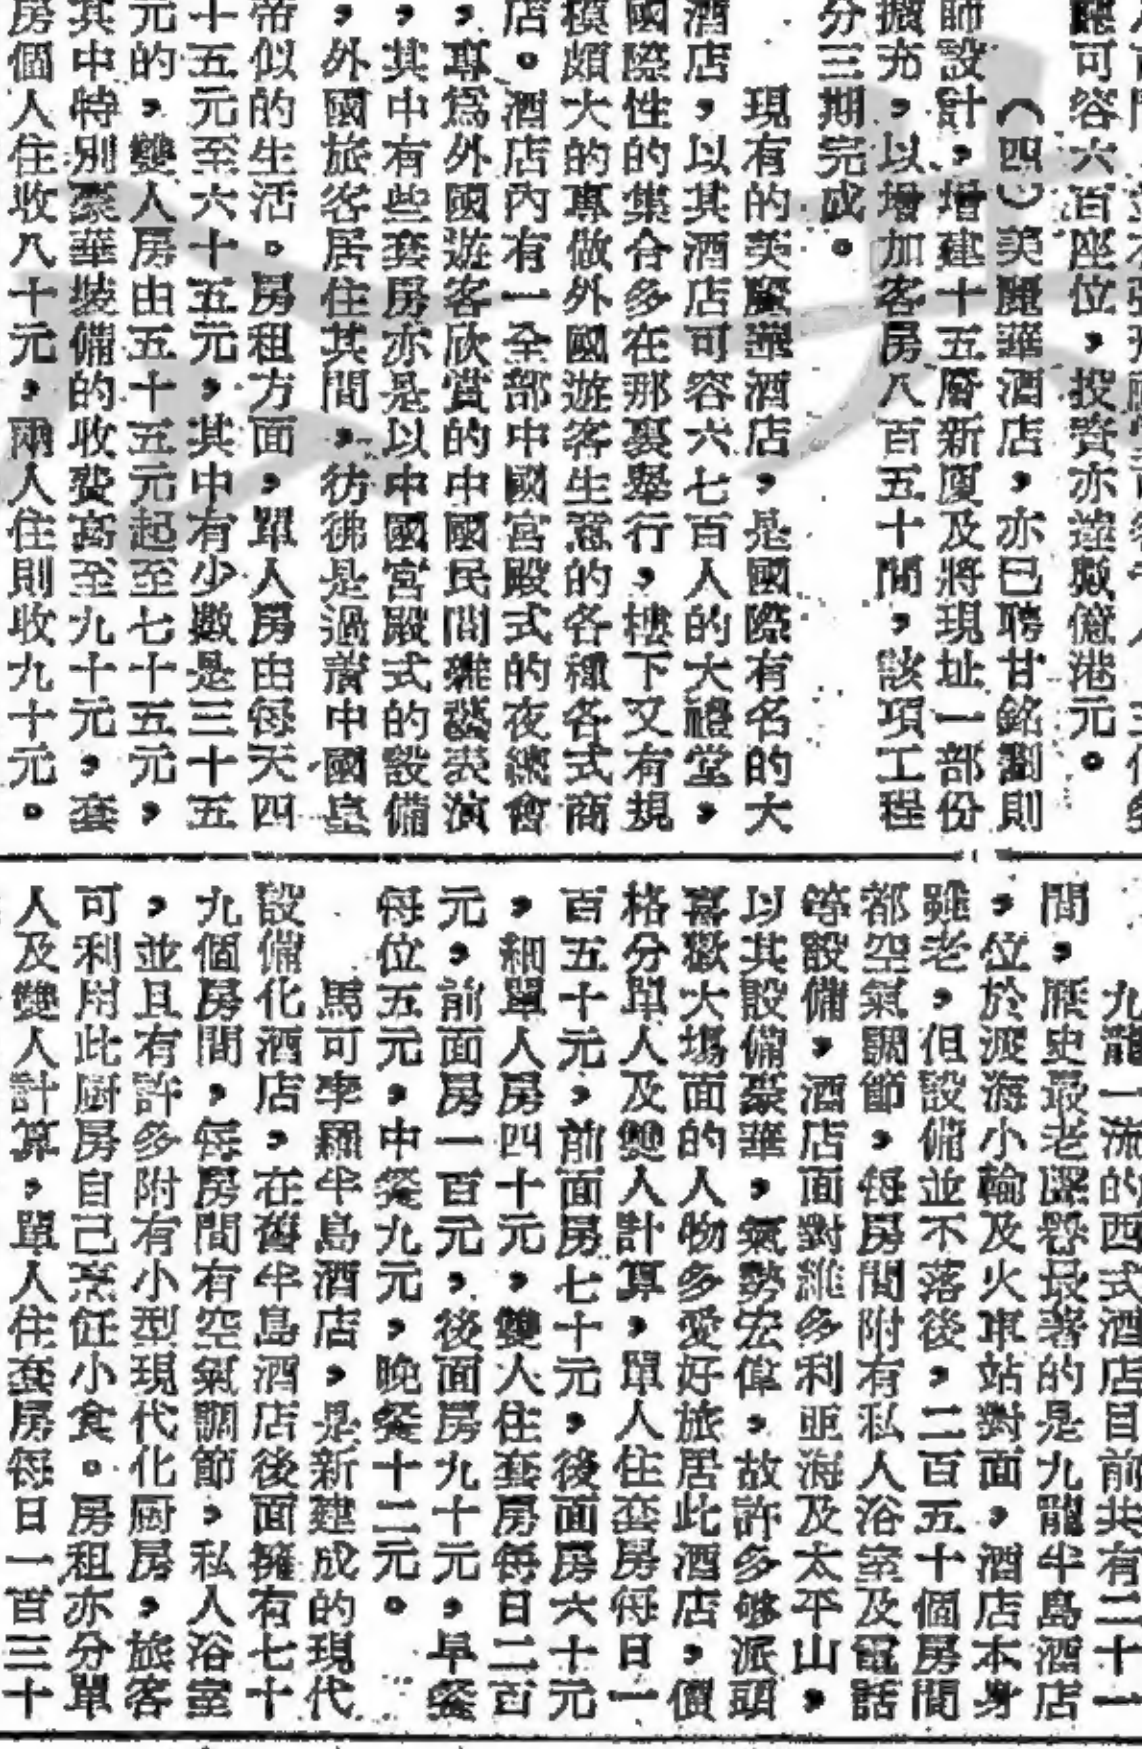 聽可容六百座位，投資亦達數億港元。
（四）美麗華酒店，亦已聘甘銘劃則
師設計，增建十五層新廈及將現址一部份
擴充，以增加客房八百五十間，該項工程
分三期完成。
現有的美麗華酒店，是國際有名的大
酒店，以其酒店可容六七百人的大禮堂，
國際性的集合多在那裏舉行，樓下又有規
模頗大的專做外國遊客生意的各種各式商
店。酒店內有一全部中國宮殿式的夜總會
，專爲外國遊客欣賞的中國民間雜藝表演
，其中有些套房亦是以中國宮殿式的設備
，外國旅客居住其間，彷彿是過着中國皇
帝似的生活。房租方面，單人房由每天四
十五元至六十五元，其中有少數是三十五
元的，雙人房由五十五元起至七十五元，
其中特別豪華裝備的收費高至九十元，套
房個人住收八十元，兩人住則收九十元。
九龍一流的西式酒店目前共有二十一
間，歷史最老牌譽最著的是九龍半島酒店
，位於渡海小輪及火車站對面，酒店本身
雖老，但設備並不落後，二百五十個房間
都空氣調節，每房間附有私人浴室及電話
等設備，酒店面對維多利亞海及太平山，
以其設備豪華，氣勢宏偉，故許多够派頭
喜歡大場面的人物多愛好旅居此酒店，價
格分單人及雙人計算，單人住套房每日一
百五十元，前面房七十元，後面房六十元
，細單人房四十元，雙人住套房每日二百
元，前面房一百元，後面房九十元，早餐
每位五元，中餐九元，晚餐十二元。
馬可孛羅半島酒店，是新建成的現代
設備化酒店，在舊半島酒店後面擁有七十
九個房間，每房間有空氣調節，私人浴室
，並且有許多附有小型現代化厨房，旅客
可利用此厨房自己烹飪小食。房租亦分單
人及雙人計算，單人住套房每日一百三十